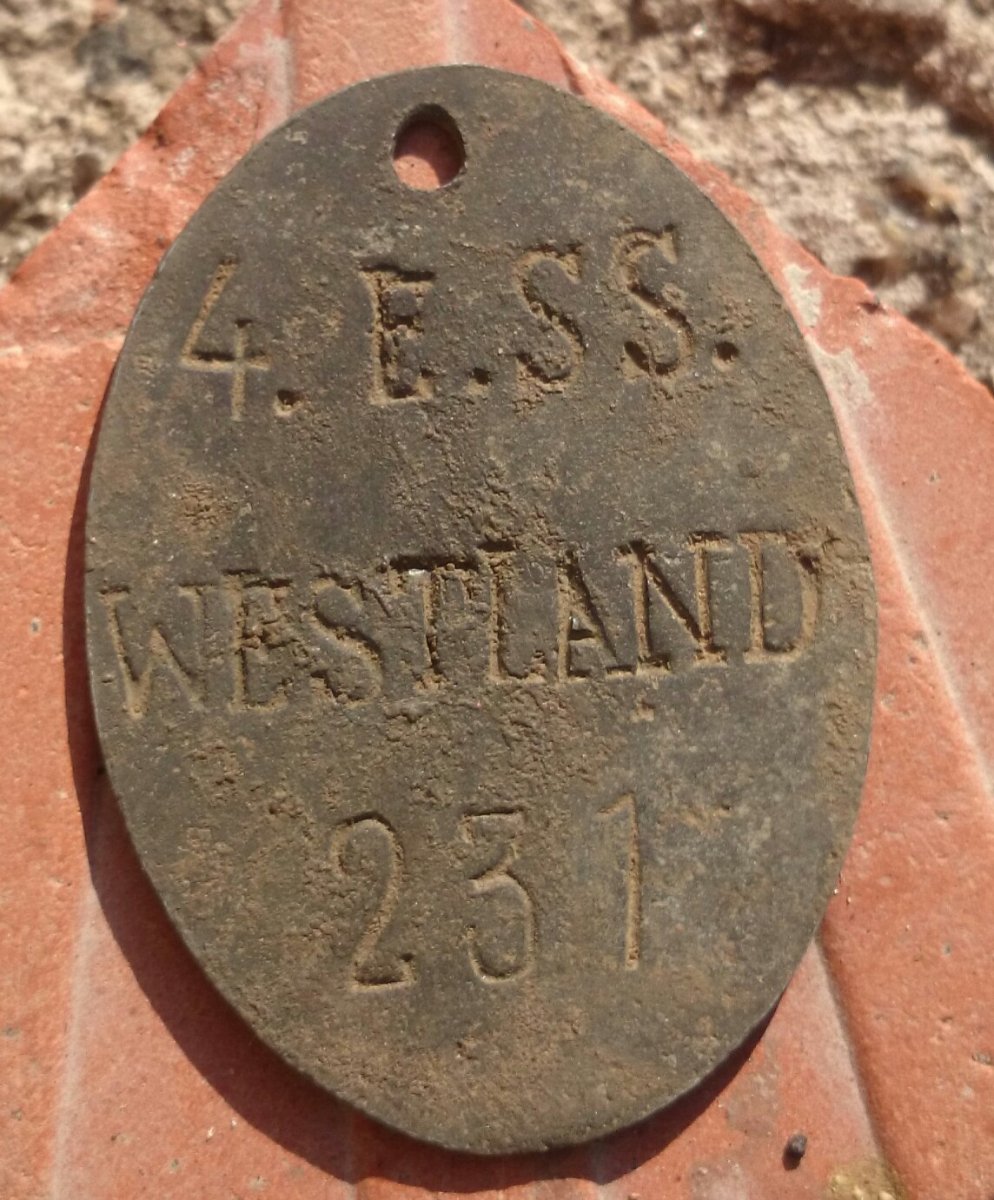 4. E.SS.
WESTLAND
231